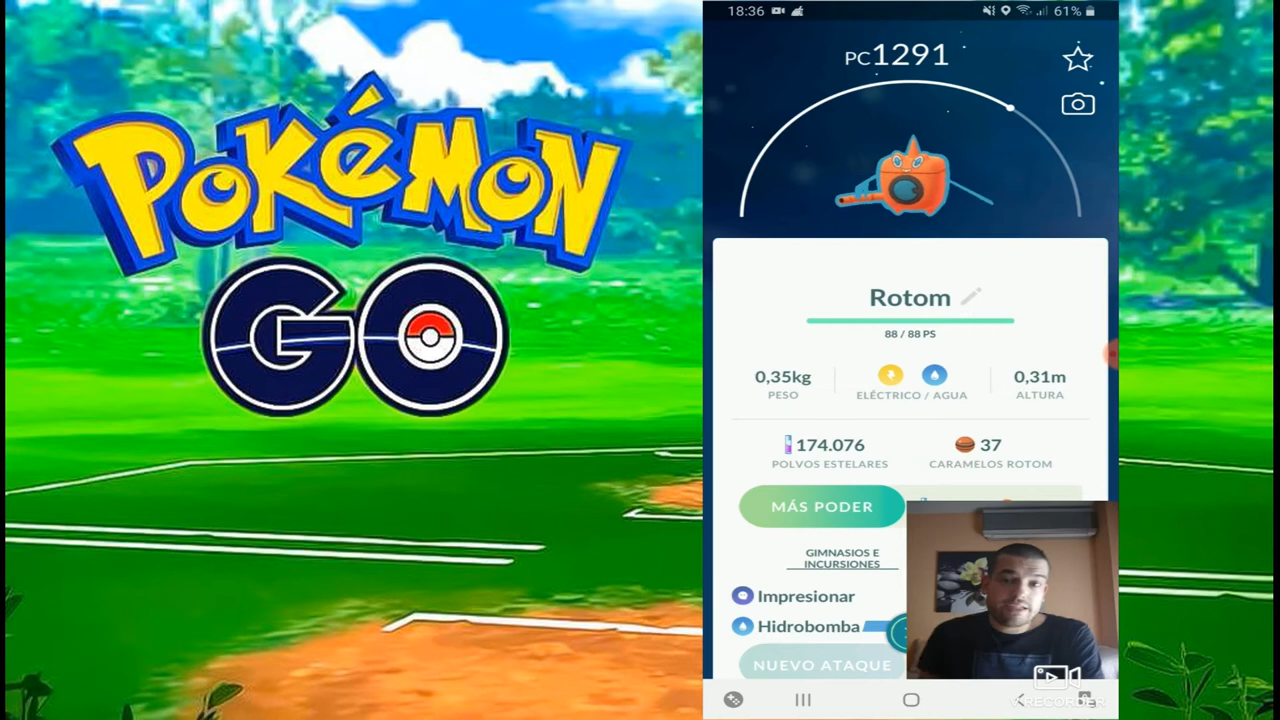 POKÉMON
GO
18:36 61%
PC1291
Rotom
88 / 88 PS
0,35kg
PESO
ELÉCTRICO / AGUA
0,31m
ALTURA
174.076
POLVOS ESTELARES
37
CARAMELOS ROTOM
MÁS PODER
GIMNASIOS E
INCURSIONES
Impresionar
Hidrobomba
NUEVO ATAQUE
V RECORDER